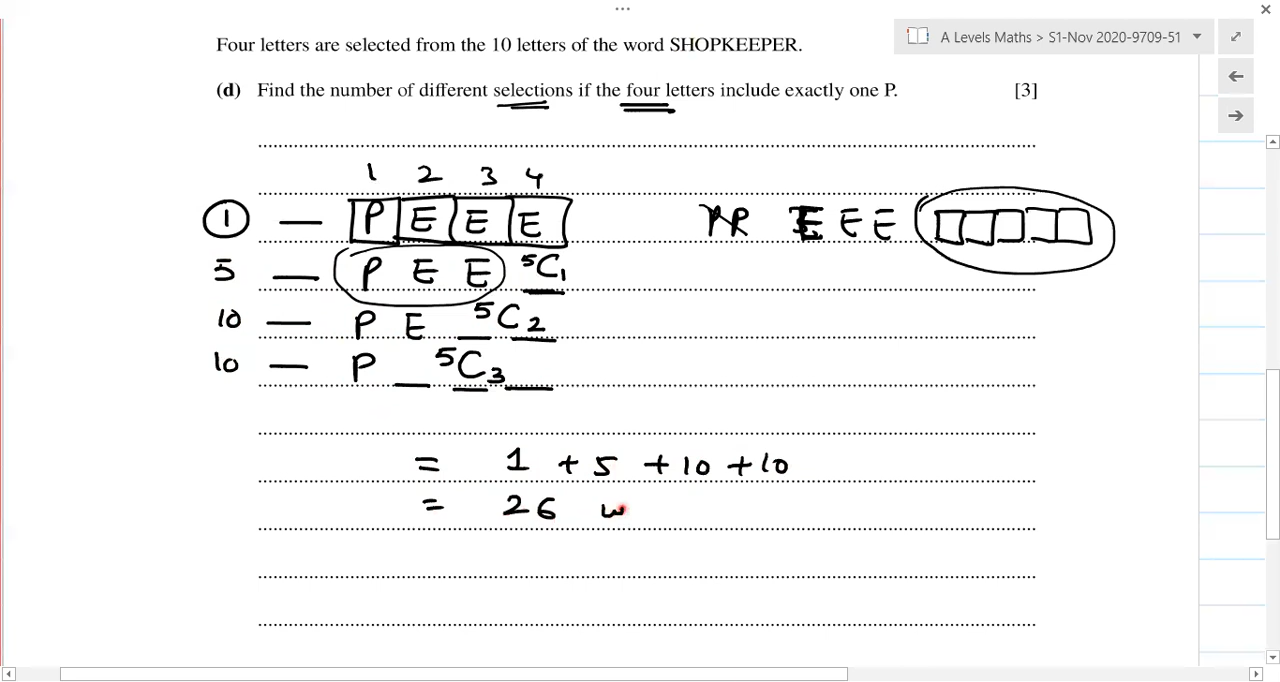 Four letters are selected from the 10 letters of the word SHOPKEEPER.
A Levels Maths > S1-Nov 2020-9709-51
(d) Find the number of different selections if the four letters include exactly one P. [3]
1 2 3 4
1 — P E E E E E E
5 — P E E ⁵C₁
10 — P E ⁵C₂
10 — P ⁵C₃
= 1 + 5 + 10 + 10
= 26 w